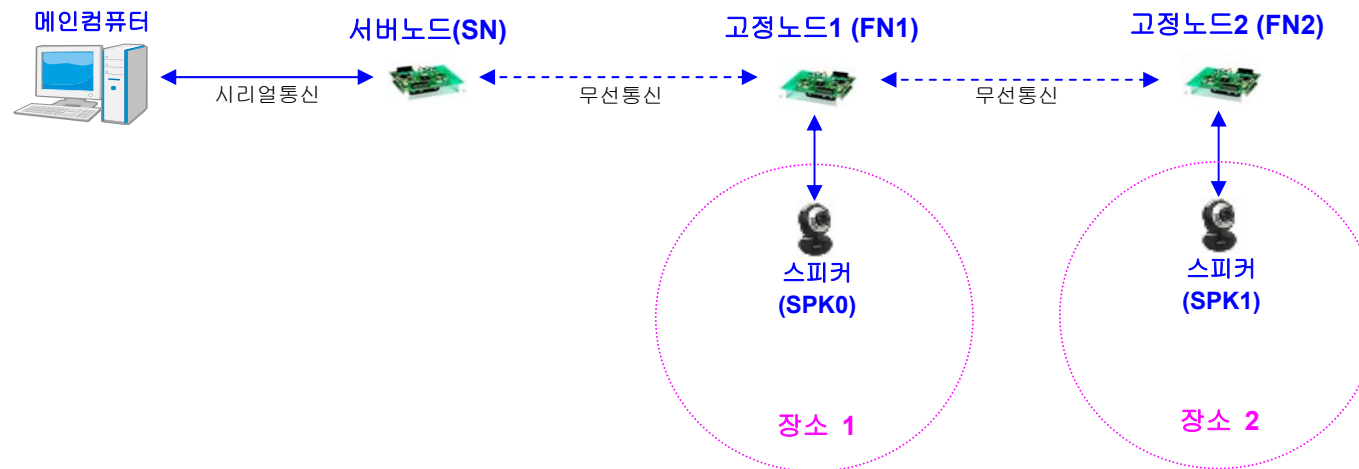 메인컴퓨터
서버노드(SN)
고정노드1 (FN1)
고정노드2 (FN2)
시리얼통신
무선통신
무선통신
스피커
(SPK0)
스피커
(SPK1)
장소 1
장소 2